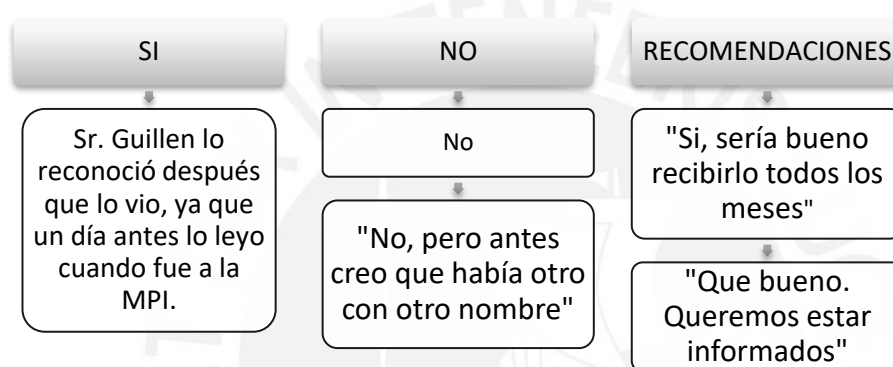 SI
Sr. Guillen lo
reconoció después
que lo vio, ya que
un día antes lo leyo
cuando fue a la
MPI.
NO
No
"No, pero antes
creo que había otro
con otro nombre"
RECOMENDACIONES
"Si, sería bueno
recibirlo todos los
meses"
"Que bueno.
Queremos estar
informados"